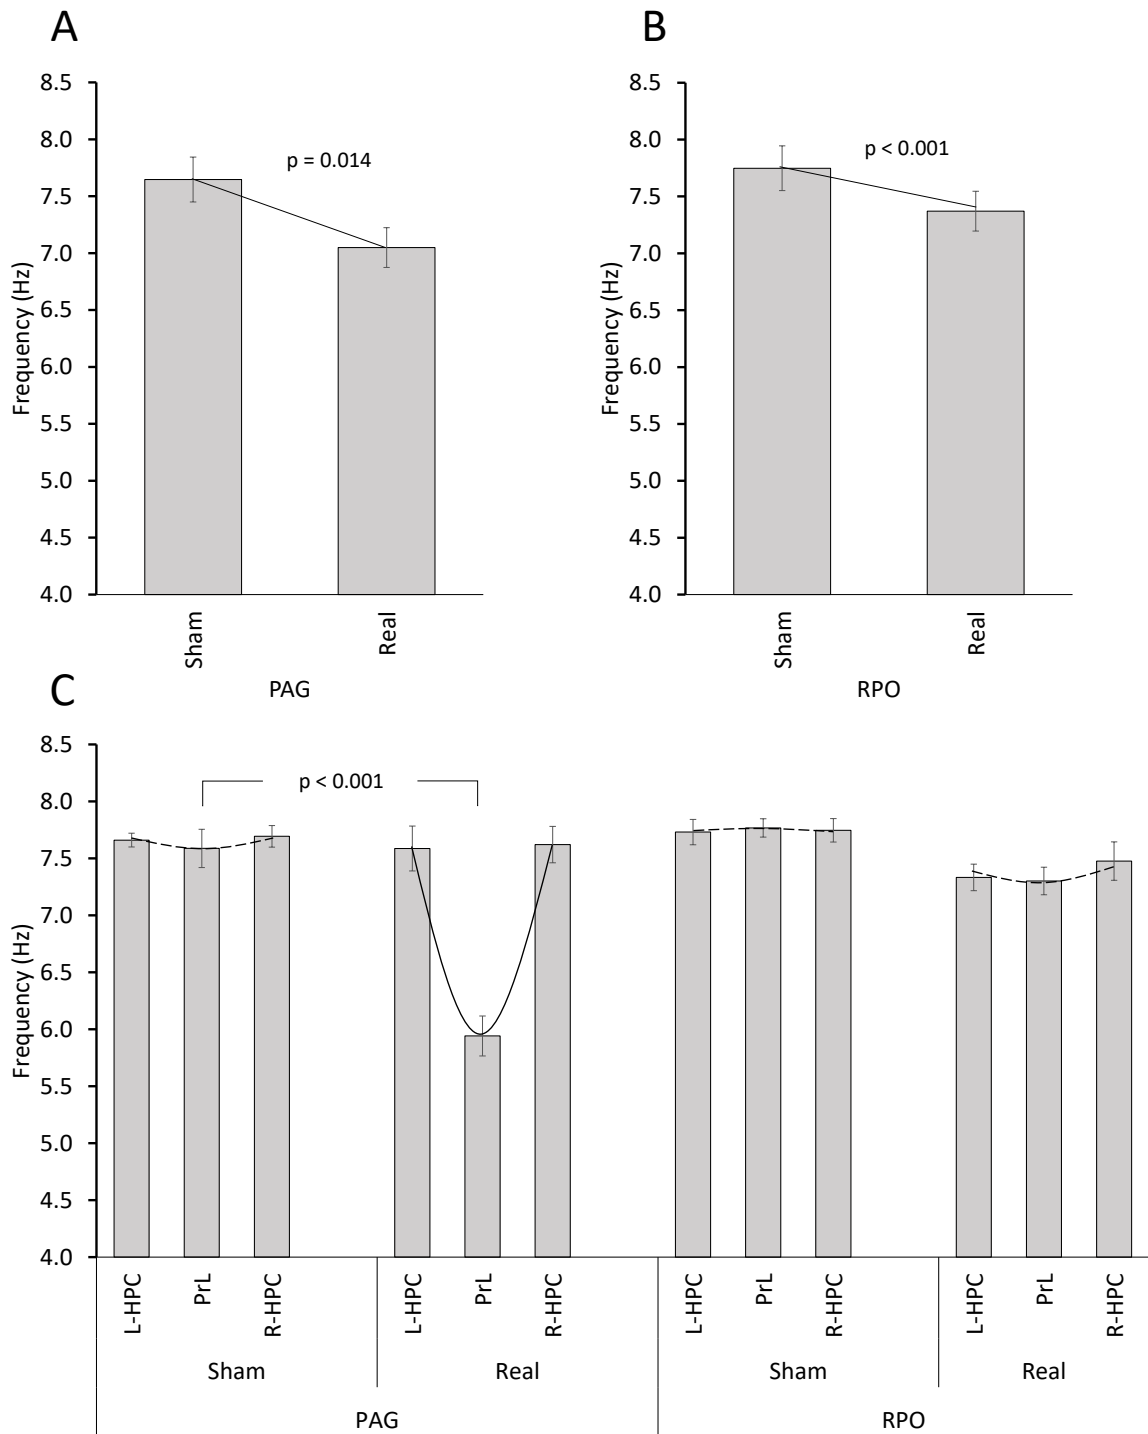 A
B
8.5
8.0
7.5
7.0
6.5
6.0
5.5
5.0
4.5
4.0
Frequency (Hz)
p = 0.014
Sham
Real
PAG
8.5
8.0
7.5
7.0
6.5
6.0
5.5
5.0
4.5
4.0
Frequency (Hz)
p < 0.001
Sham
Real
RPO
C
8.5
8.0
7.5
7.0
6.5
6.0
5.5
5.0
4.5
4.0
Frequency (Hz)
p < 0.001
L-HPC PrL R-HPC L-HPC PrL R-HPC L-HPC PrL R-HPC L-HPC PrL R-HPC
Sham Real Sham Real
PAG RPO